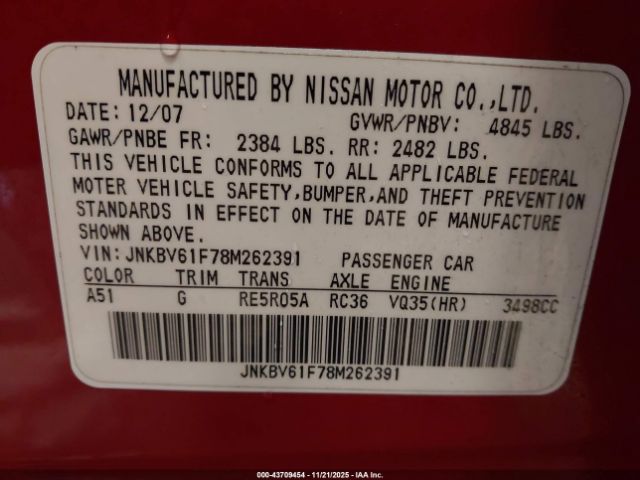 MANUFACTURED BY NISSAN MOTOR CO.,LTD.
DATE: 12/07 GVWR/PNBV: 4845 LBS.
GAWR/PNBE FR: 2384 LBS. RR: 2482 LBS.
THIS VEHICLE CONFORMS TO ALL APPLICABLE FEDERAL
MOTER VEHICLE SAFETY,BUMPER,AND THEFT PREVENTION
STANDARDS IN EFFECT ON THE DATE OF MANUFACTURE
SHOWN ABOVE.
VIN:JNKBV61F78M262391 PASSENGER CAR
COLOR TRIM TRANS AXLE ENGINE
A51 G RE5R05A RC36 VQ35(HR) 3498CC
JNKBV61F78M262391
000-43709454 - 11/21/2025 - IAA Inc.